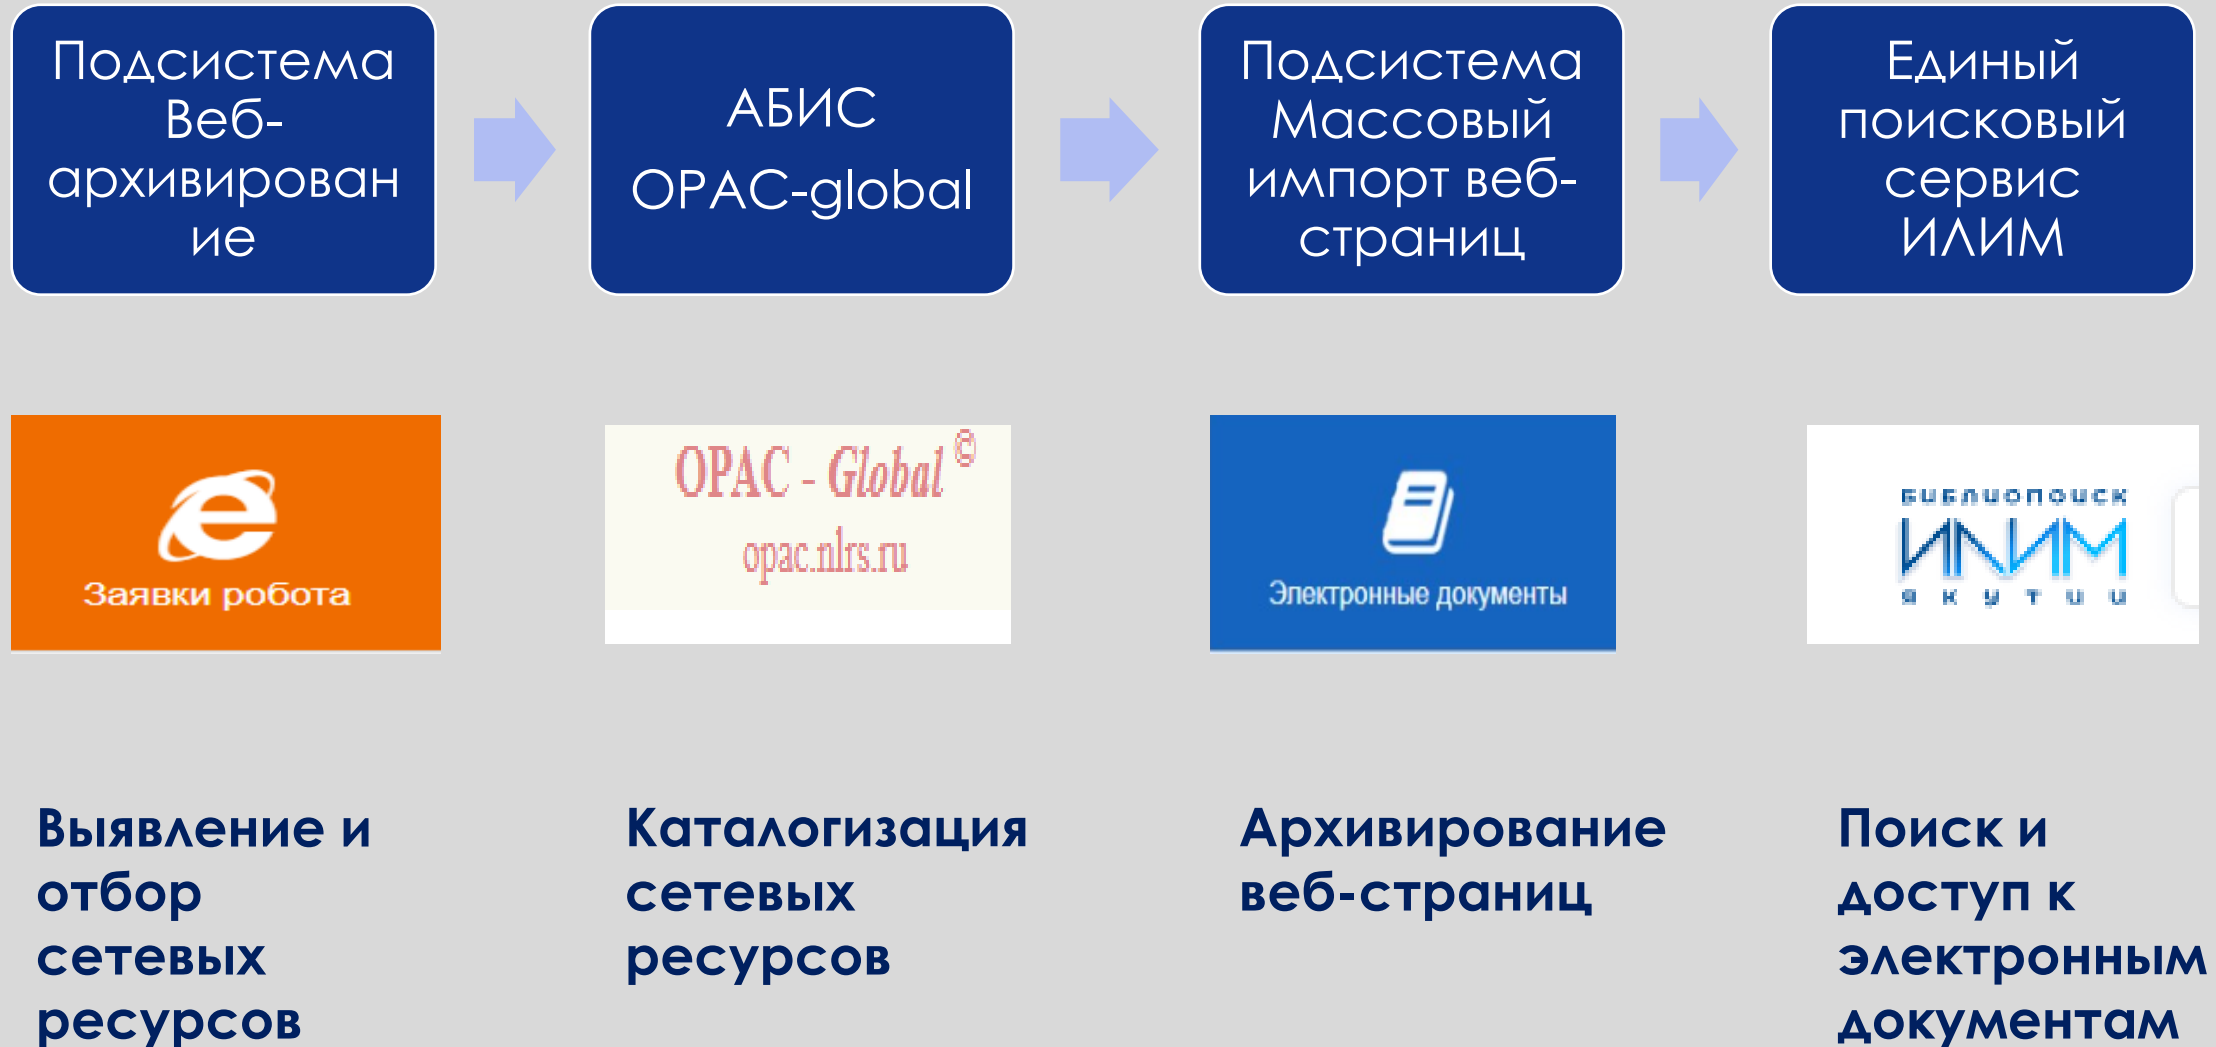 Подсистема
Веб-
архивирован
ие
АБИС
OPAC-global
Подсистема
Массовый
импорт веб-
страниц
Единый
поисковый
сервис
ИЛИМ
Заявки робота
OPAC - Global ©
opac.nlrs.ru
Электронные документы
БИБЛИОПОИСК
ИЛИМ
ЯКУТИИ
Выявление и
отбор
сетевых
ресурсов
Каталогизация
сетевых
ресурсов
Архивирование
веб-страниц
Поиск и
доступ к
электронным
документам